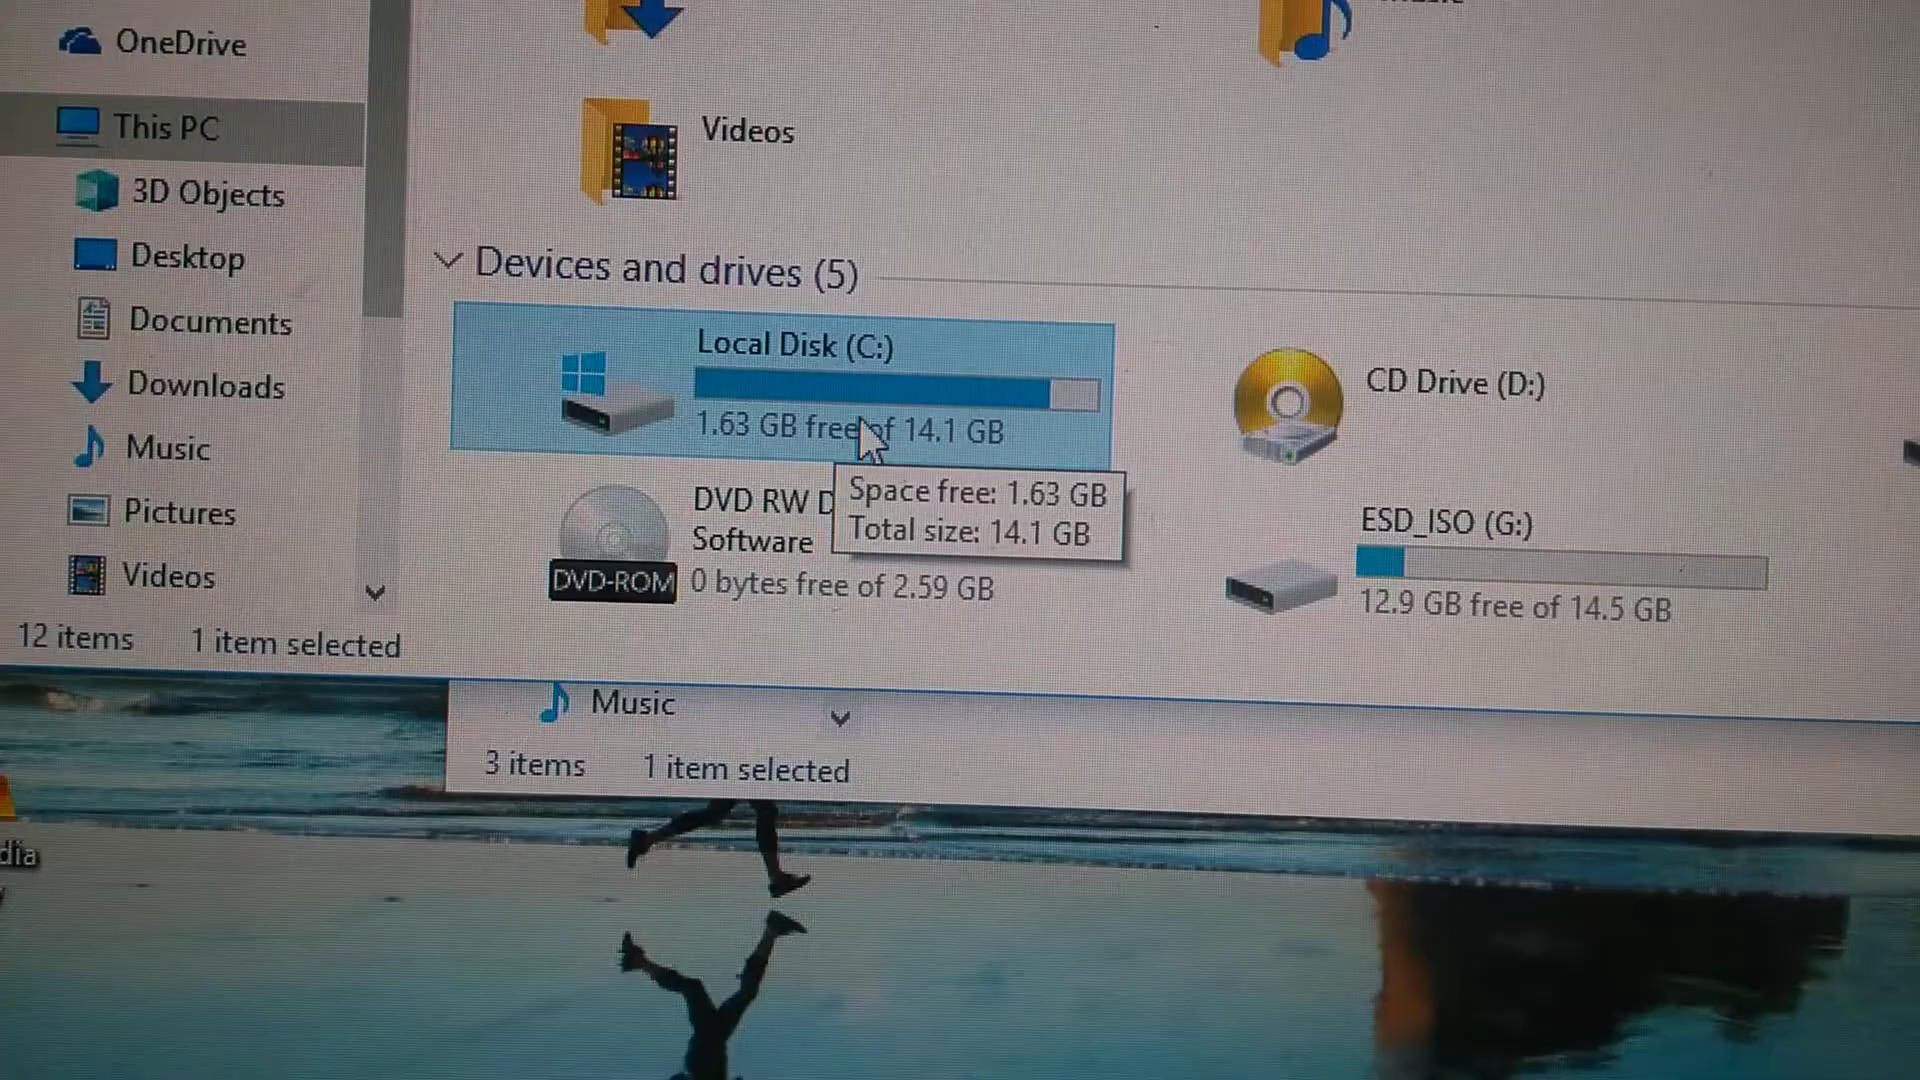 OneDrive
This PC
3D Objects
Desktop
Documents
Downloads
Music
Pictures
Videos
12 items 1 item selected
Videos
Devices and drives (5)
Local Disk (C:)
1.63 GB free of 14.1 GB
Space free: 1.63 GB
Total size: 14.1 GB
CD Drive (D:)
DVD RW D
Software
DVD-ROM
0 bytes free of 2.59 GB
ESD_ISO (G:)
12.9 GB free of 14.5 GB
Music
3 items 1 item selected
dia